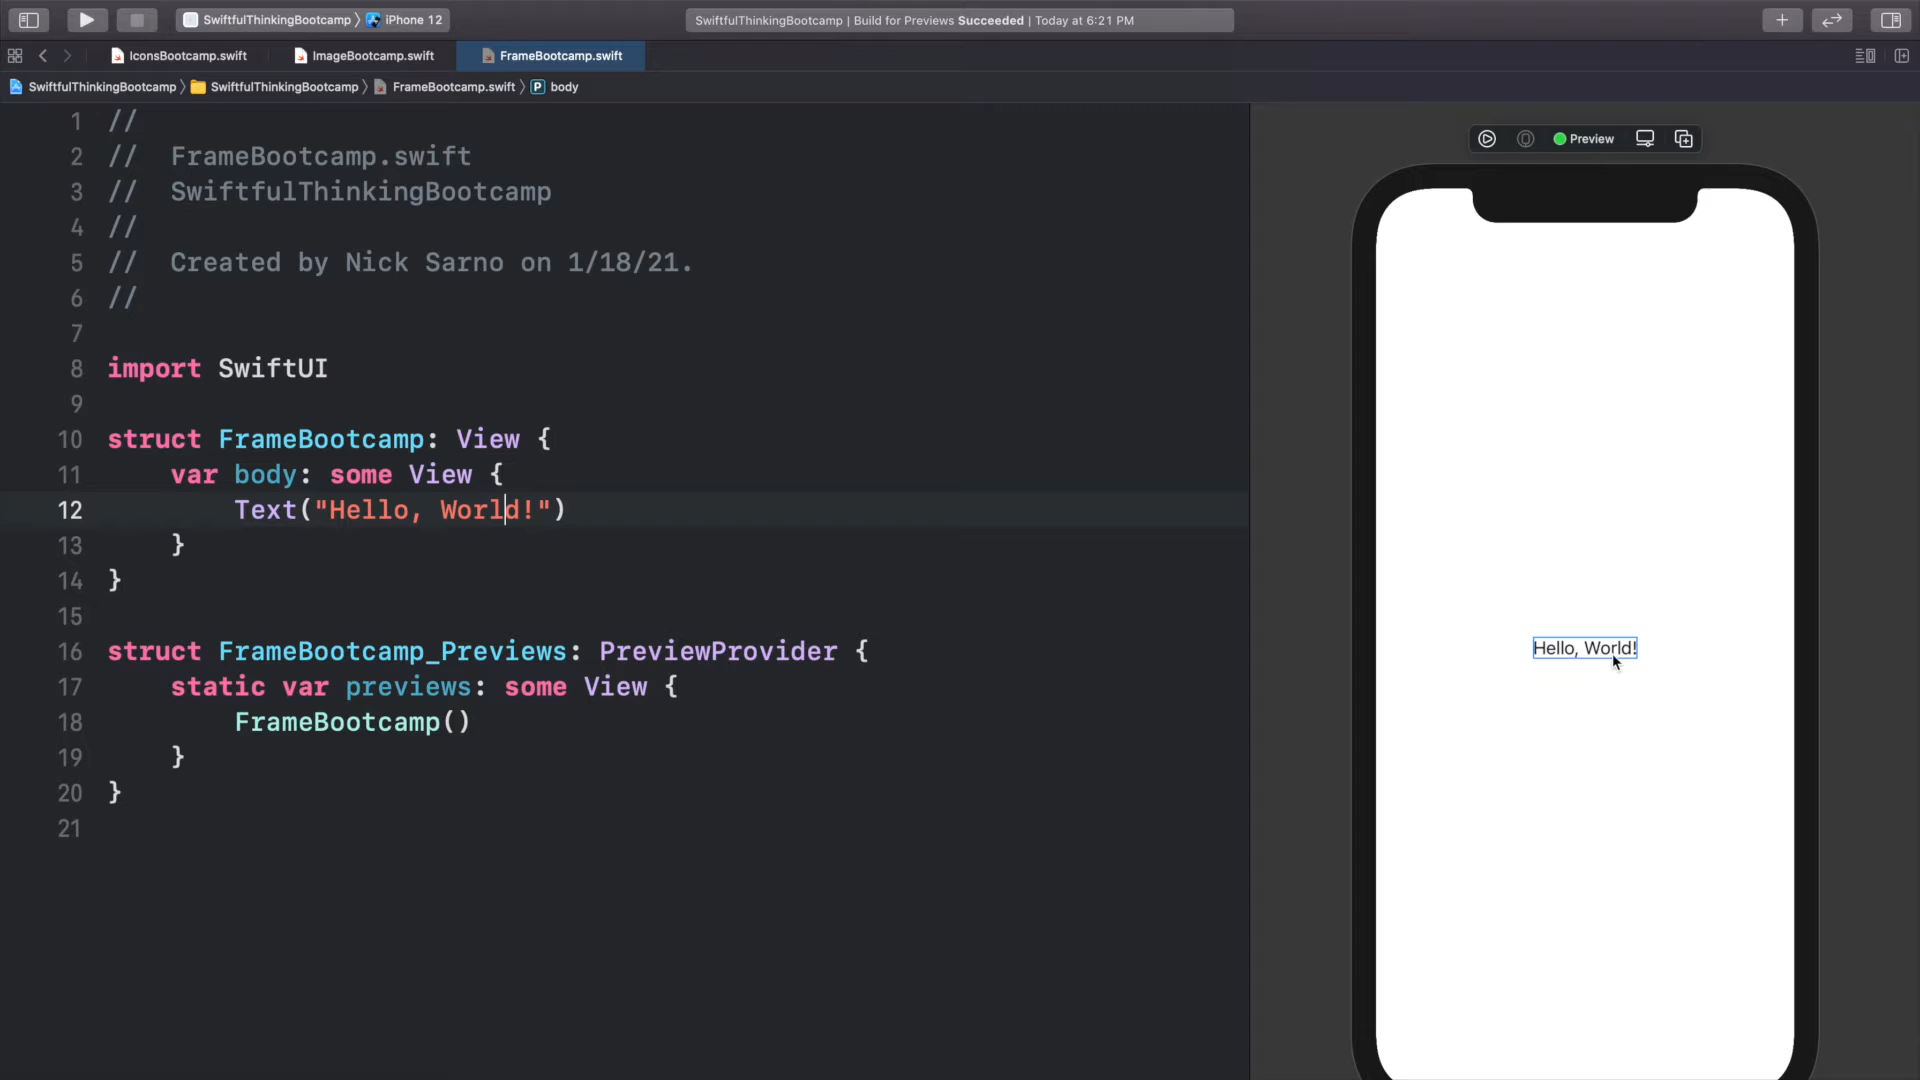 SwiftfulThinkingBootcamp 〉 iPhone 12
SwiftfulThinkingBootcamp | Build for Previews Succeeded | Today at 6:21 PM
IconsBootcamp.swift
ImageBootcamp.swift
FrameBootcamp.swift
SwiftfulThinkingBootcamp 〉 SwiftfulThinkingBootcamp 〉 FrameBootcamp.swift 〉 P body
1 //
2 //  FrameBootcamp.swift
3 //  SwiftfulThinkingBootcamp
4 //
5 //  Created by Nick Sarno on 1/18/21.
6 //
7
8 import SwiftUI
9
10 struct FrameBootcamp: View {
11     var body: some View {
12         Text("Hello, World!")
13     }
14 }
15
16 struct FrameBootcamp_Previews: PreviewProvider {
17     static var previews: some View {
18         FrameBootcamp()
19     }
20 }
21
Preview
Hello, World!